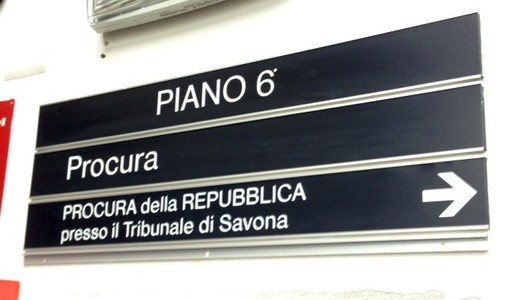 PIANO 6°
Procura
PROCURA della REPUBBLICA
presso il Tribunale di Savona